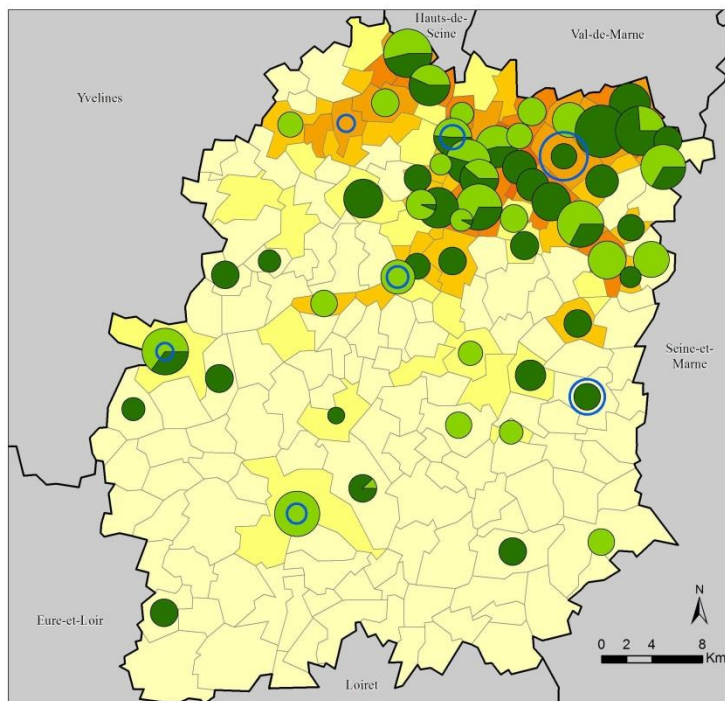 Hauts-de-
Seine
Val-de-Marne
Yvelines
Seine-et-
Marne
Eure-et-Loir
Loiret
N
0 2 4 8
Km